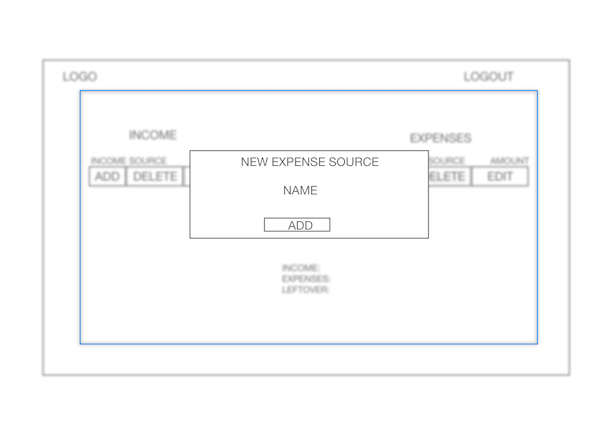 LOGO LOGOUT
INCOME EXPENSES
INCOME SOURCE SOURCE AMOUNT
ADD DELETE ELETE EDIT
NEW EXPENSE SOURCE
NAME
ADD
INCOME:
EXPENSES:
LEFTOVER: